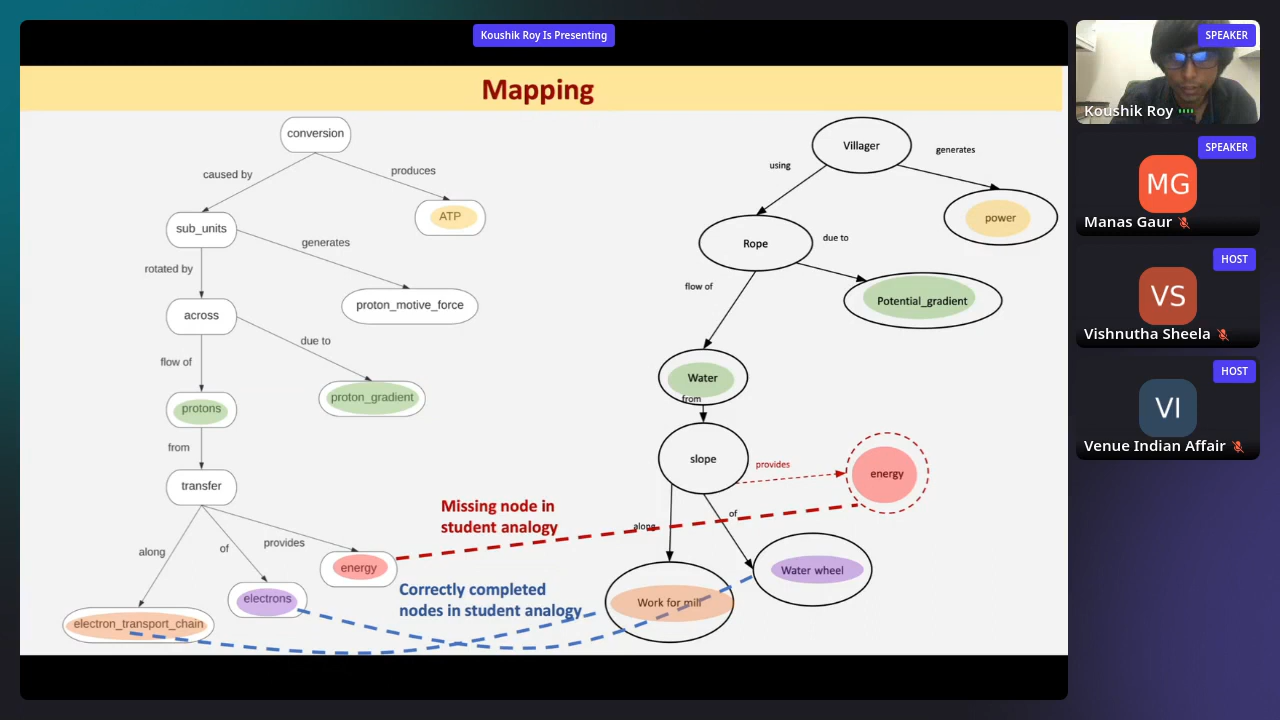 Koushik Roy Is Presenting
Mapping
conversion
caused by
produces
ATP
sub_units
generates
rotated by
proton_motive_force
across
due to
flow of
proton_gradient
protons
from
transfer
along
of
provides
energy
electrons
electron_transport_chain
Missing node in
student analogy
Correctly completed
nodes in student analogy
Villager
using
generates
power
Rope
due to
flow of
Potential_gradient
Water
from
slope
provides
energy
along
of
Work for mill
Water wheel
SPEAKER
Koushik Roy
SPEAKER
MG
Manas Gaur
HOST
VS
Vishnutha Sheela
HOST
VI
Venue Indian Affair